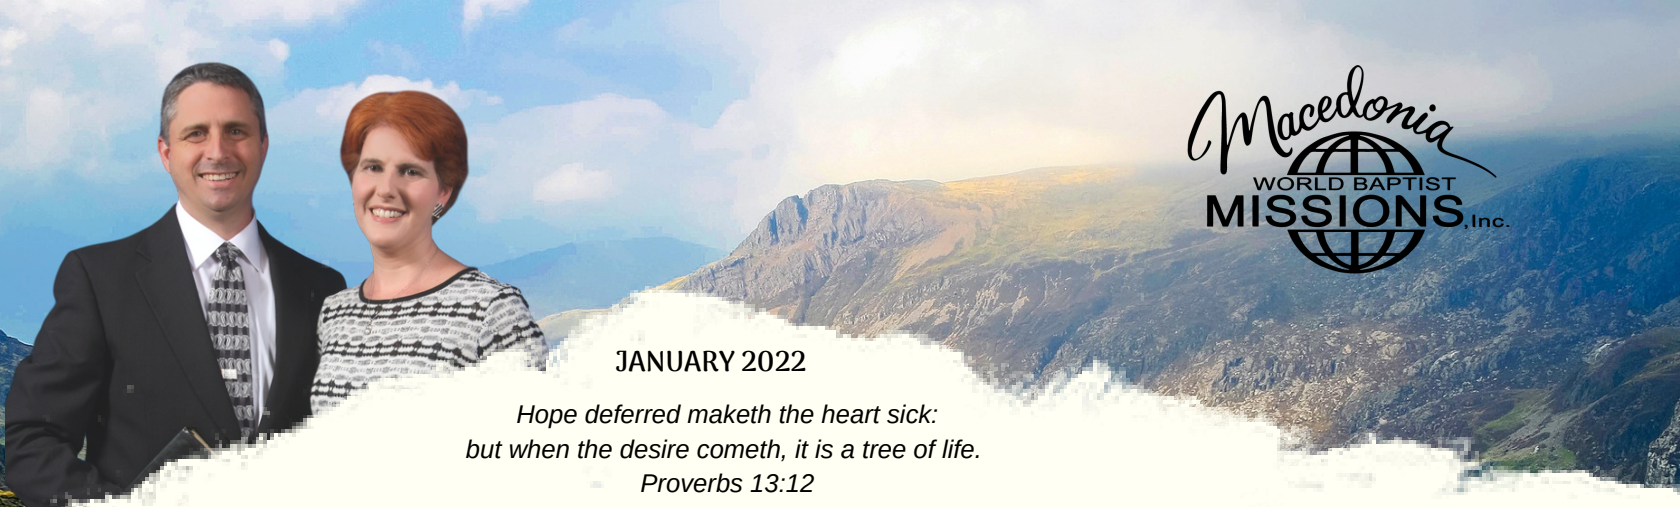 Macedonia
WORLD BAPTIST
MISSIONS, Inc.
JANUARY 2022
Hope deferred maketh the heart sick:
but when the desire cometh, it is a tree of life.
Proverbs 13:12